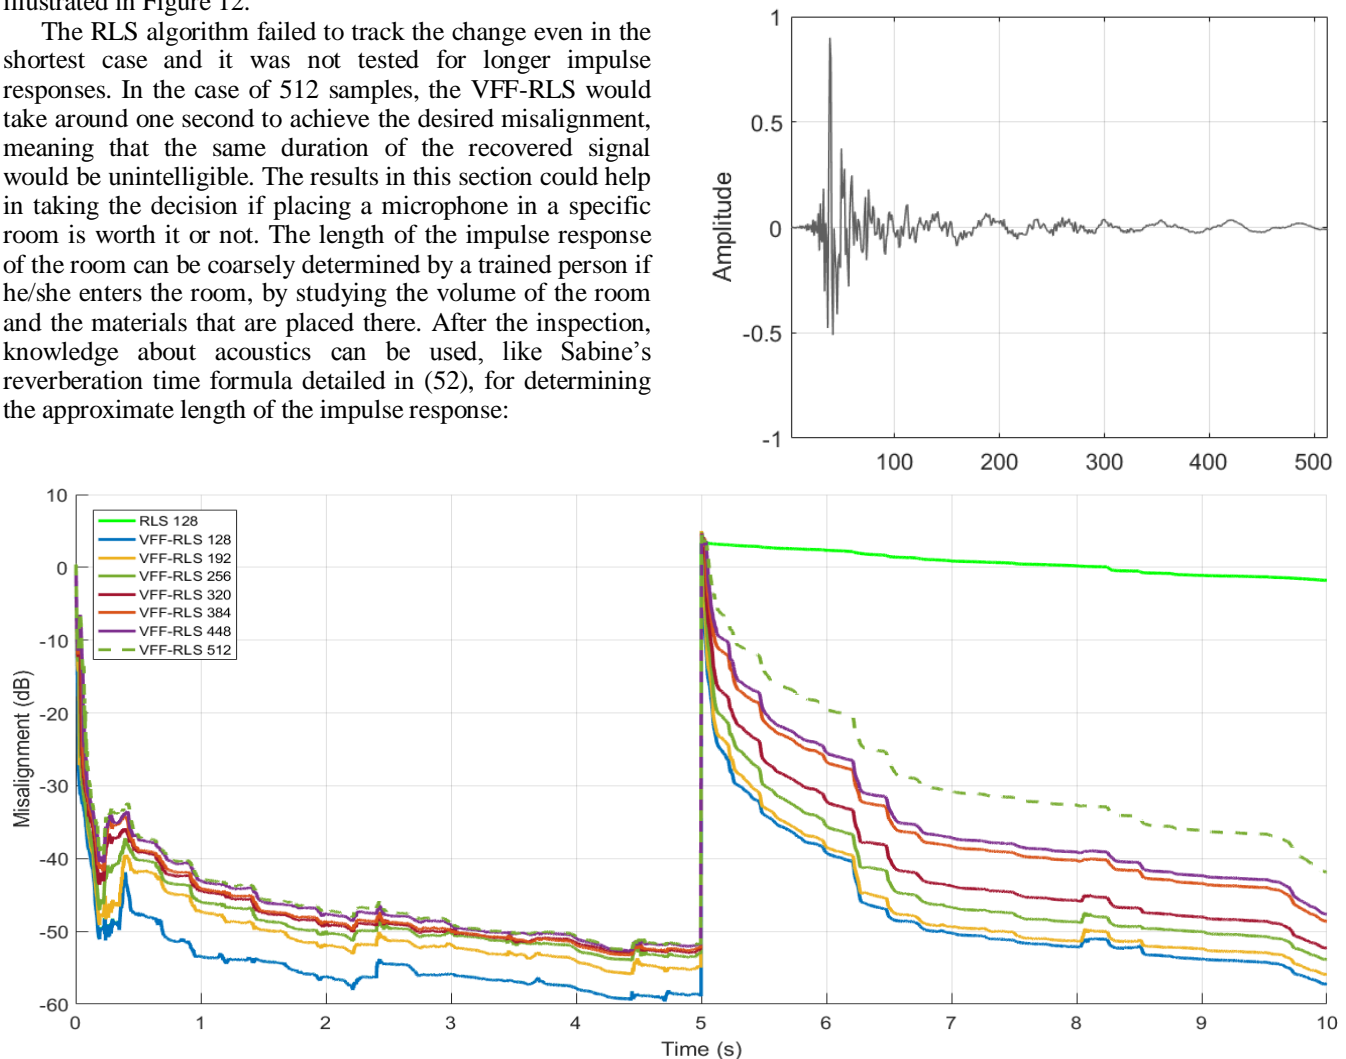 illustrated in Figure 12.
The RLS algorithm failed to track the change even in the
shortest case and it was not tested for longer impulse
responses. In the case of 512 samples, the VFF-RLS would
take around one second to achieve the desired misalignment,
meaning that the same duration of the recovered signal
would be unintelligible. The results in this section could help
in taking the decision if placing a microphone in a specific
room is worth it or not. The length of the impulse response
of the room can be coarsely determined by a trained person if
he/she enters the room, by studying the volume of the room
and the materials that are placed there. After the inspection,
knowledge about acoustics can be used, like Sabine’s
reverberation time formula detailed in (52), for determining
the approximate length of the impulse response:
1
0.5
0
-0.5
-1
Amplitude
100 200 300 400 500
10
0
-10
-20
-30
-40
-50
-60
Misalignment (dB)
RLS 128
VFF-RLS 128
VFF-RLS 192
VFF-RLS 256
VFF-RLS 320
VFF-RLS 384
VFF-RLS 448
VFF-RLS 512
0 1 2 3 4 5 6 7 8 9 10
Time (s)